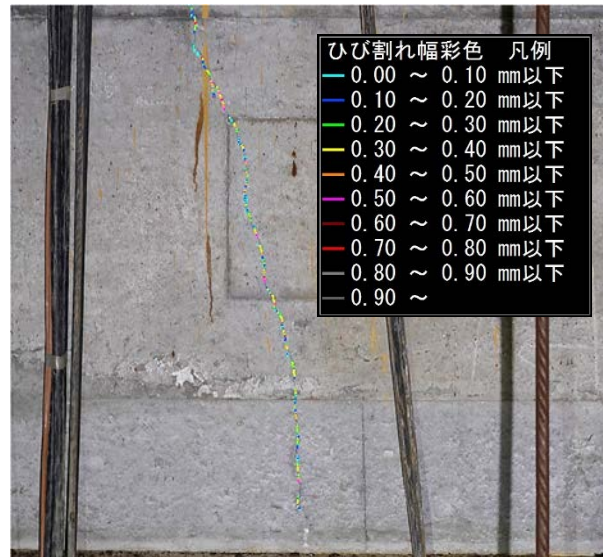 ひび割れ幅彩色 凡例
0.00 ～ 0.10 mm以下
0.10 ～ 0.20 mm以下
0.20 ～ 0.30 mm以下
0.30 ～ 0.40 mm以下
0.40 ～ 0.50 mm以下
0.50 ～ 0.60 mm以下
0.60 ～ 0.70 mm以下
0.70 ～ 0.80 mm以下
0.80 ～ 0.90 mm以下
0.90 ～